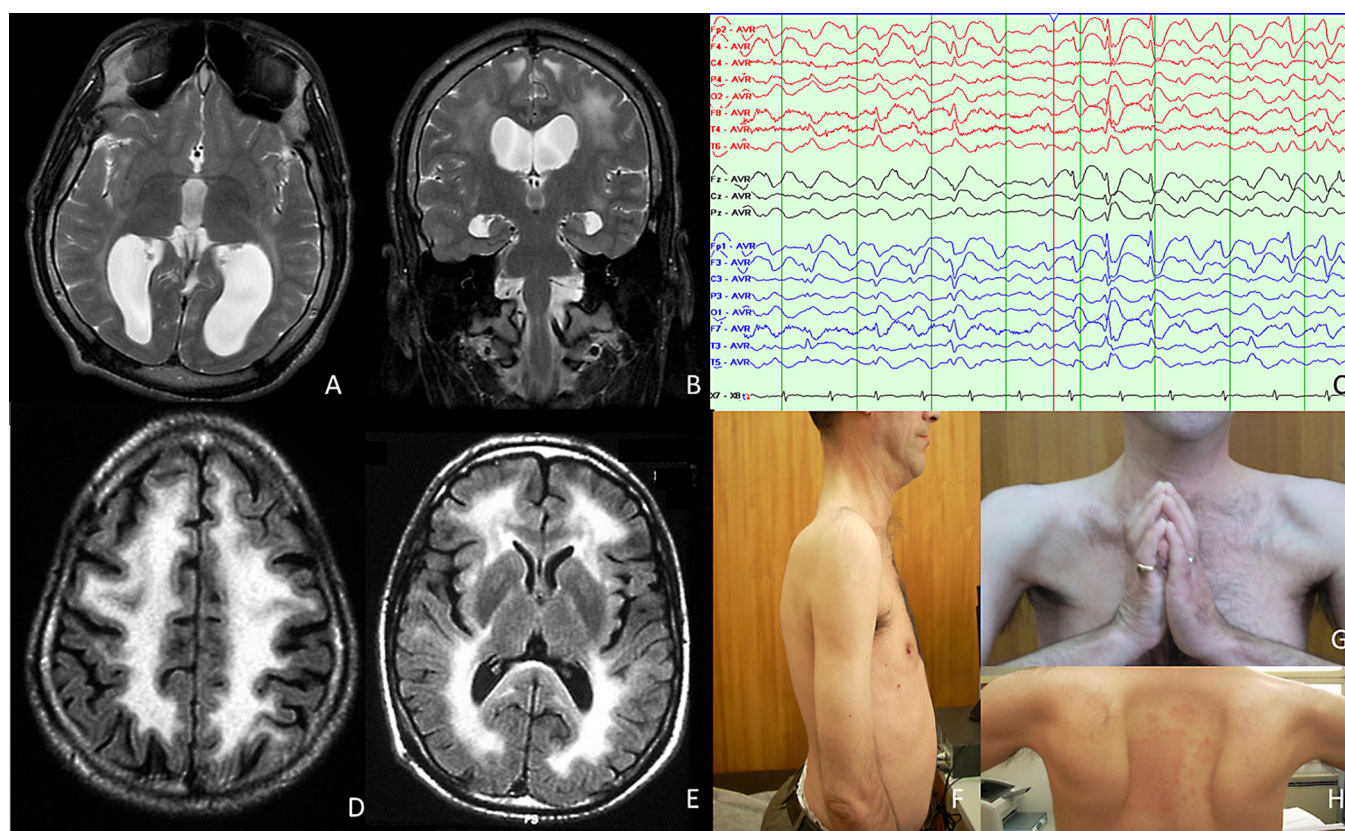 A
B
Fp2 - AVR
F4 - AVR
C4 - AVR
P4 - AVR
O2 - AVR
F8 - AVR
T4 - AVR
T6 - AVR
Fz - AVR
Cz - AVR
Pz - AVR
Fp1 - AVR
F3 - AVR
C3 - AVR
P3 - AVR
O1 - AVR
F7 - AVR
T3 - AVR
T5 - AVR
C
D
E
F
G
H